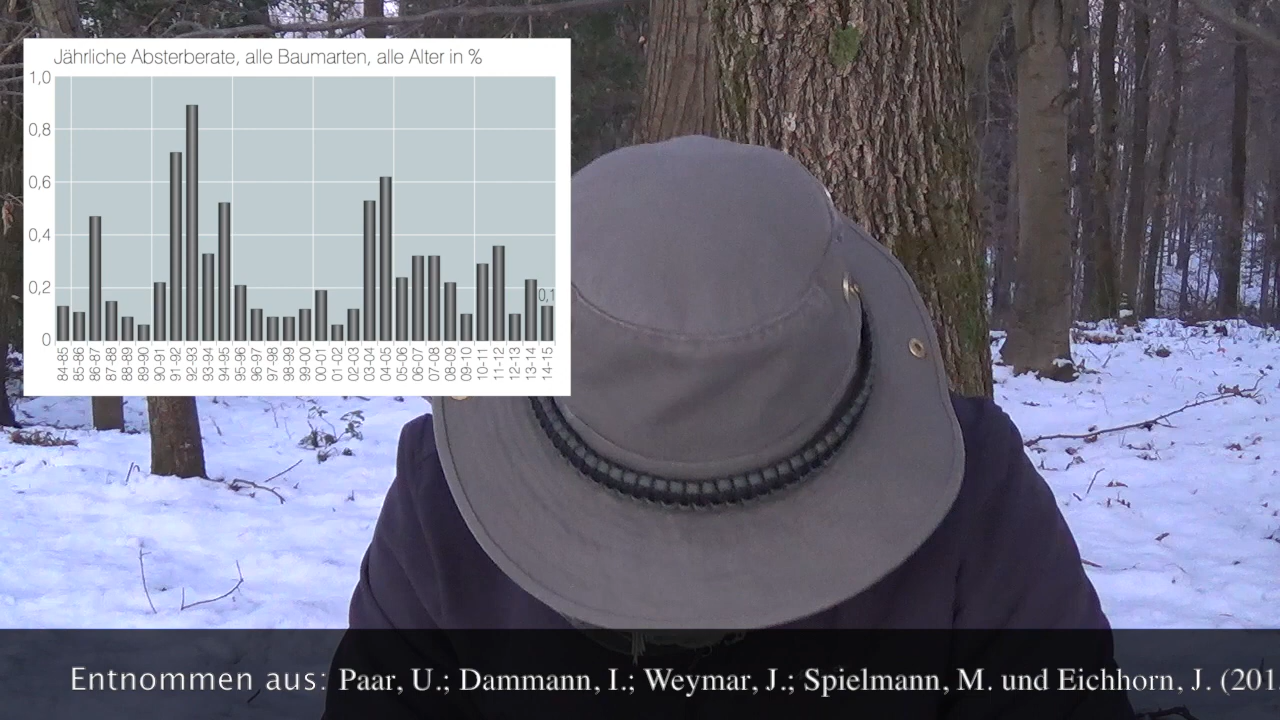 Jährliche Absterberate, alle Baumarten, alle Alter in %
1,0
0,8
0,6
0,4
0,2
0
0,1
84-85 85-86 86-87 87-88 88-89 89-90 90-91 91-92 92-93 93-94 94-95 95-96 96-97 97-98 98-99 99-00 00-01 01-02 02-03 03-04 04-05 05-06 06-07 07-08 08-09 09-10 10-11 11-12 12-13 13-14 14-15
Entnommen aus: Paar, U.; Dammann, I.; Weymar, J.; Spielmann, M. und Eichhorn, J. (201